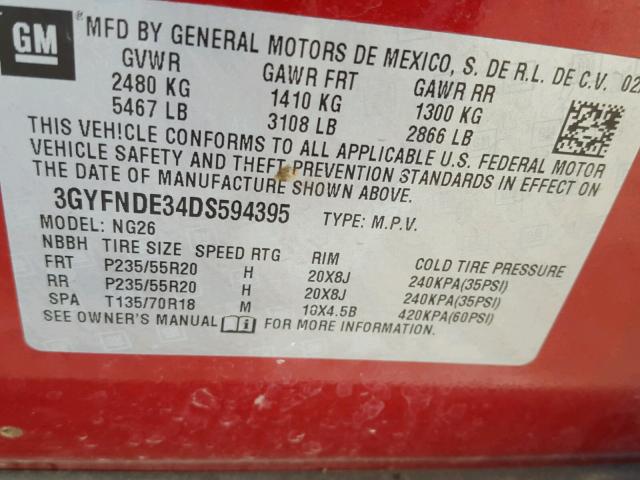 GM
®
MFD BY GENERAL MOTORS DE MEXICO, S. DE R.L. DE C.V. 02
GVWR GAWR FRT GAWR RR
2480 KG 1410 KG 1300 KG
5467 LB 3108 LB 2866 LB
THIS VEHICLE CONFORMS TO ALL APPLICABLE U.S. FEDERAL MOTOR
VEHICLE SAFETY AND THEFT PREVENTION STANDARDS IN EFFECT ON
THE DATE OF MANUFACTURE SHOWN ABOVE.
3GYFNDE34DS594395 TYPE: M.P.V.
MODEL: NG26
NBBH TIRE SIZE SPEED RTG RIM COLD TIRE PRESSURE
FRT P235/55R20 H 20X8J 240KPA(35PSI)
RR P235/55R20 H 20X8J 240KPA(35PSI)
SPA T135/70R18 M 18X4.5B 420KPA(60PSI)
SEE OWNER'S MANUAL FOR MORE INFORMATION.